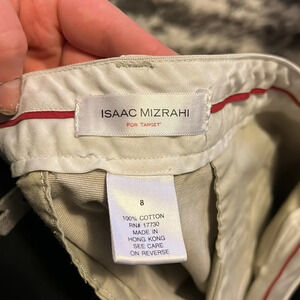 ISAAC MIZRAHI
FOR TARGET
8
100% COTTON
RN# 17730
MADE IN
HONG KONG
SEE CARE
ON REVERSE